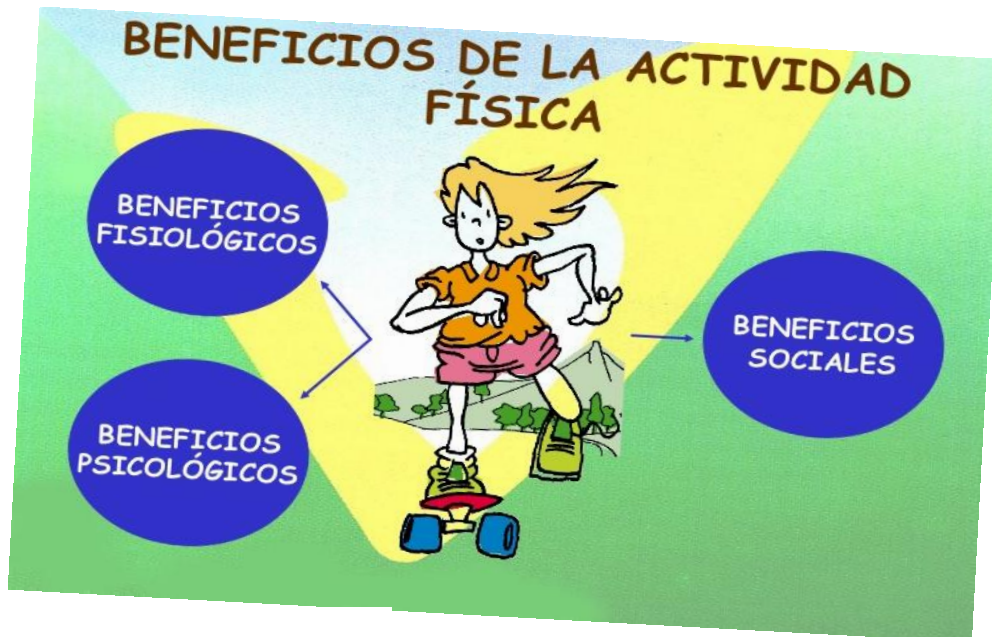 BENEFICIOS DE LA ACTIVIDAD
FÍSICA
BENEFICIOS
FISIOLÓGICOS
BENEFICIOS
PSICOLÓGICOS
BENEFICIOS
SOCIALES